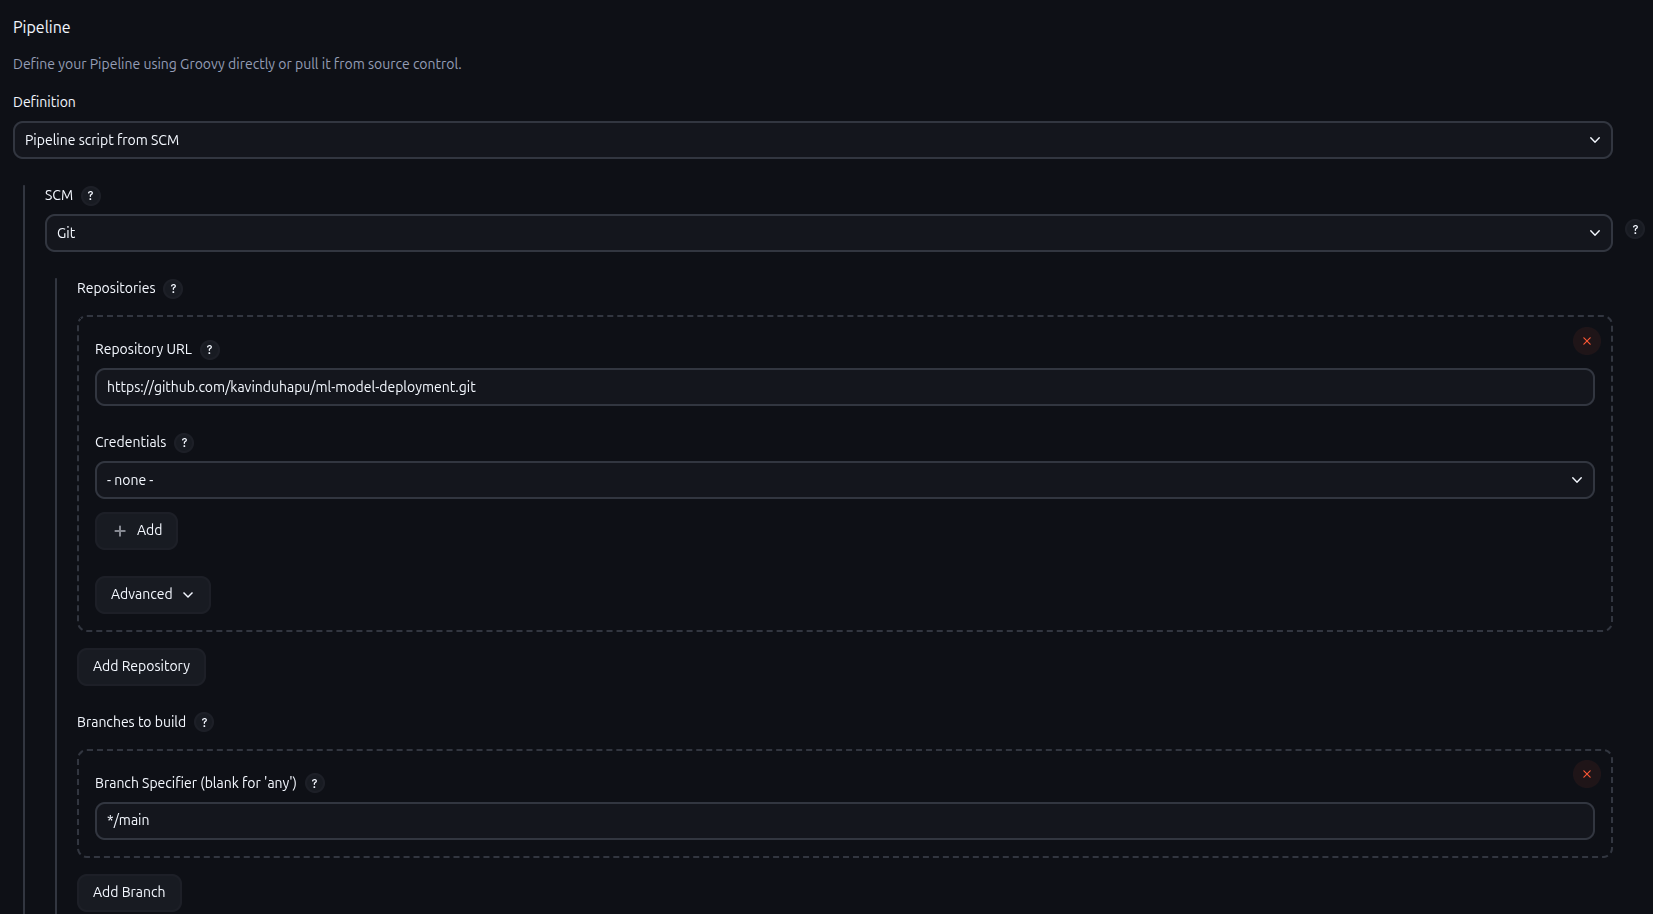 Pipeline
Define your Pipeline using Groovy directly or pull it from source control.
Definition
Pipeline script from SCM
SCM ?
Git
?
Repositories ?
Repository URL ?
https://github.com/kavinduhapu/ml-model-deployment.git
Credentials ?
- none -
+ Add
Advanced
Add Repository
Branches to build ?
Branch Specifier (blank for 'any') ?
*/main
Add Branch